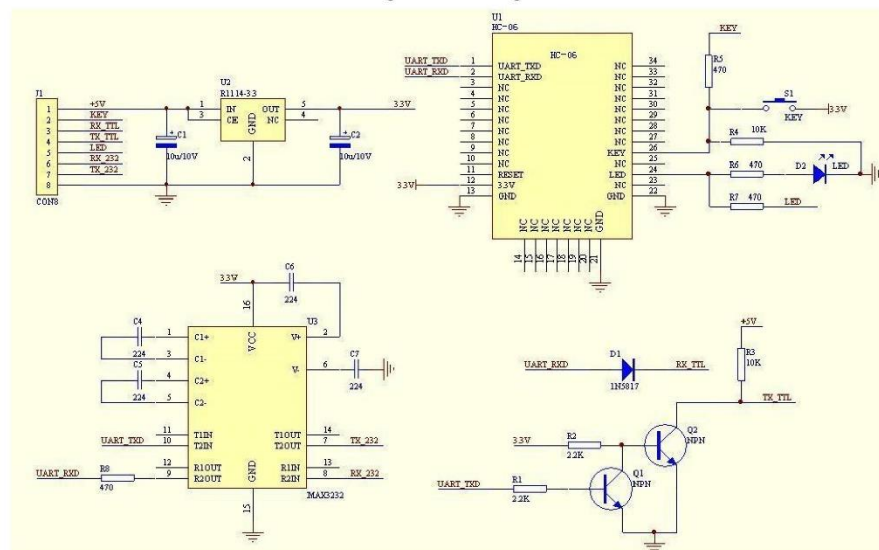 J1
1 +5V
2 KEY
3 RX_TTL
4 TX_TTL
5 LED
6 RX_232
7 TX_232
8
CON8
U2
R1114-3.3
1 IN OUT 5
3 CE NC 4
GND
2
C1
10u/10V
C2
10u/10V
3.3V
U1
HC-06
HC-06
UART_TXD 1 UART_TXD NC 34
UART_RXD 2 UART_RXD NC 33
3 NC NC 32
4 NC NC 31
5 NC NC 30
6 NC NC 29
7 NC NC 28
8 NC NC 27
9 NC KEY 26
10 NC NC 25
11 RESET LED 24
3.3V 12 3.3V NC 23
13 GND GND 22
NC NC NC NC NC NC NC GND
14 15 16 17 18 19 20 21
KEY
R5
470
S1
KEY
3.3V
R4 10K
R6 470 D2 LED
R7 470 LED
3.3V
C6
224
16
U3
C4
224
C5
224
1 C1+ VCC V+ 2
3 C1-
4 C2+ V- 6
5 C2-
C7
224
11 T1IN T1OUT 14
UART_TXD 10 T2IN T2OUT 7 TX_232
12 R1OUT R1IN 13
UART_RXD R8 9 R2OUT R2IN 8 RX_232
470
GND
15
MAX3232
+5V
R3
10K
UART_RXD D1 RX_TTL
1N5817
TX_TTL
3.3V R2
2.2K
Q2
NPN
UART_TXD R1
2.2K
Q1
NPN